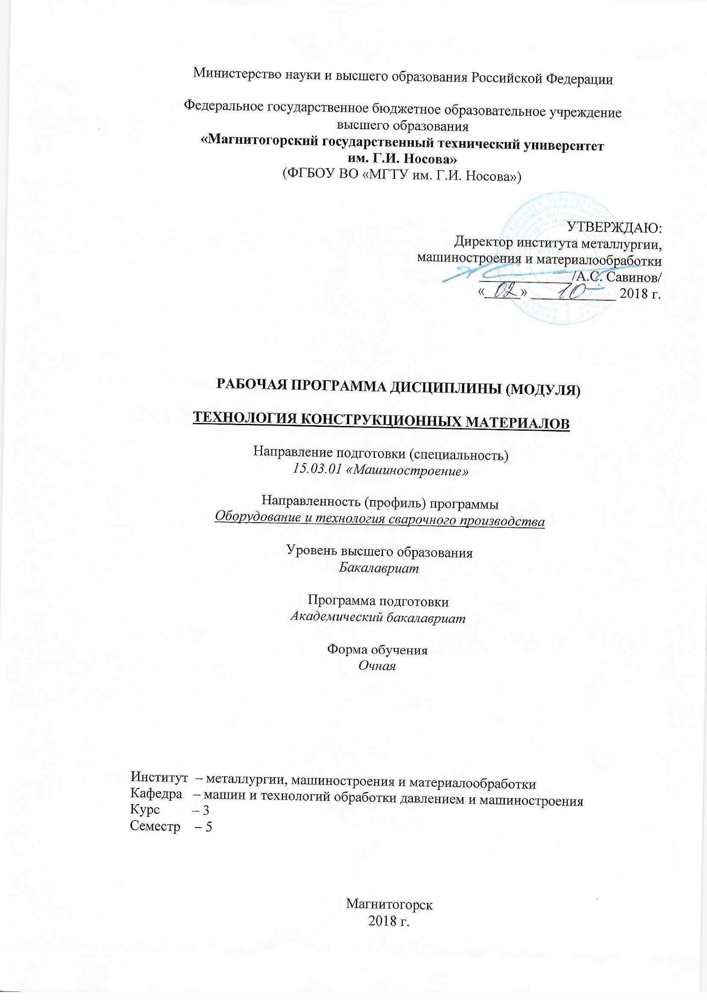 Министерство науки и высшего образования Российской Федерации
Федеральное государственное бюджетное образовательное учреждение
высшего образования
«Магнитогорский государственный технический университет
им. Г.И. Носова»
(ФГБОУ ВО «МГТУ им. Г.И. Носова»)
УТВЕРЖДАЮ:
Директор института металлургии,
машиностроения и материалообработки
/А.С. Савинов/
«02» 10 2018 г.
РАБОЧАЯ ПРОГРАММА ДИСЦИПЛИНЫ (МОДУЛЯ)
ТЕХНОЛОГИЯ КОНСТРУКЦИОННЫХ МАТЕРИАЛОВ
Направление подготовки (специальность)
15.03.01 «Машиностроение»
Направленность (профиль) программы
Оборудование и технология сварочного производства
Уровень высшего образования
Бакалавриат
Программа подготовки
Академический бакалавриат
Форма обучения
Очная
Институт – металлургии, машиностроения и материалообработки
Кафедра – машин и технологий обработки давлением и машиностроения
Курс – 3
Семестр – 5
Магнитогорск
2018 г.